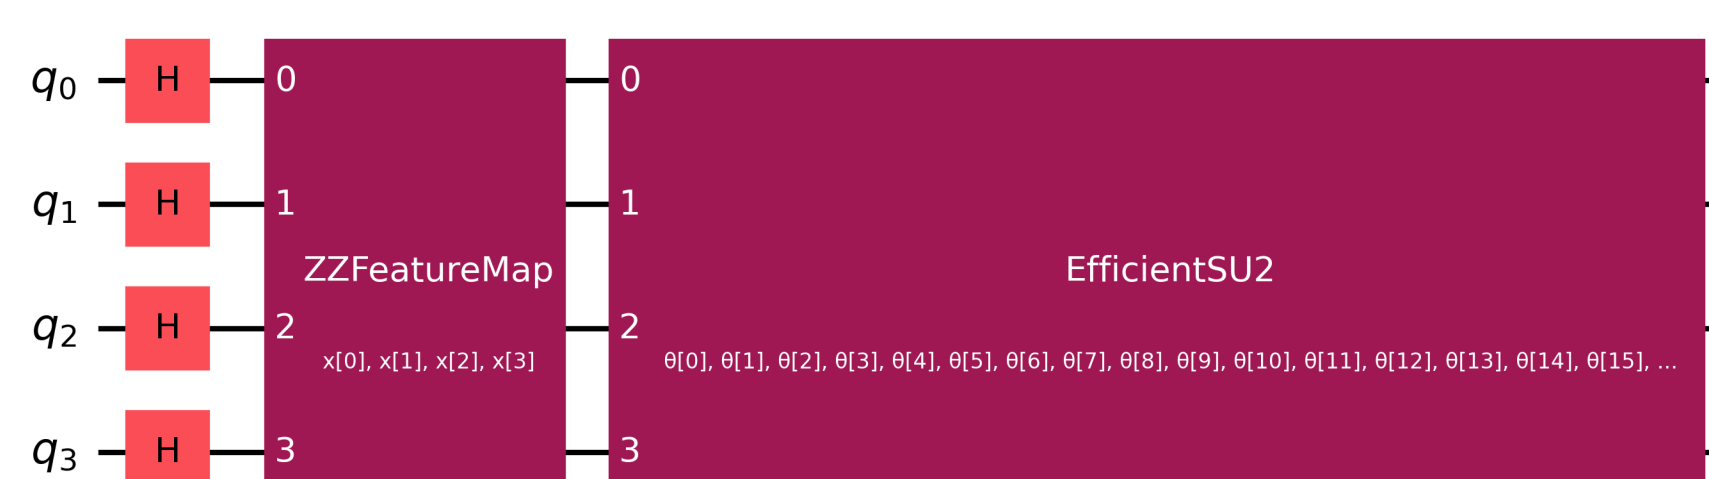 q0 H 0 0
q1 H 1 1
ZZFeatureMap EfficientSU2
q2 H 2 2
x[0], x[1], x[2], x[3] θ[0], θ[1], θ[2], θ[3], θ[4], θ[5], θ[6], θ[7], θ[8], θ[9], θ[10], θ[11], θ[12], θ[13], θ[14], θ[15], ...
q3 H 3 3